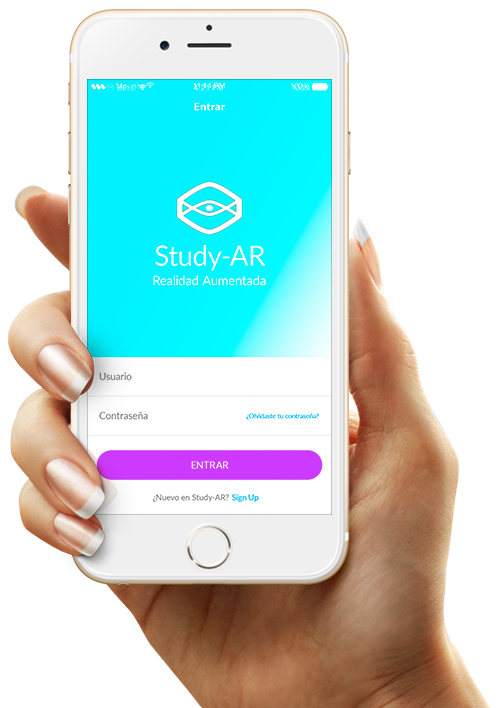 Entrar
Study-AR
Realidad Aumentada
Usuario
Contraseña
¿Olvidaste tu contraseña?
ENTRAR
¿Nuevo en Study-AR? Sign Up